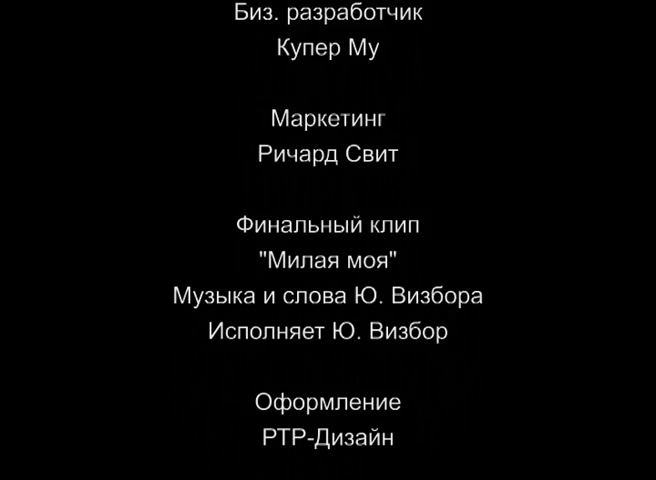 Биз. разработчик
Купер Му
Маркетинг
Ричард Свит
Финальный клип
"Милая моя"
Музыка и слова Ю. Визбора
Исполняет Ю. Визбор
Оформление
РТР-Дизайн